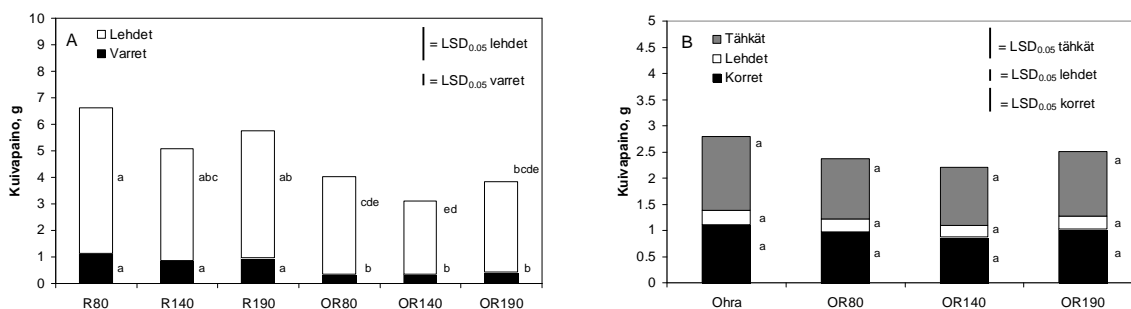 A
Lehdet
Varret
= LSD0.05 lehdet
= LSD0.05 varret
Kuivapaino, g
10
9
8
7
6
5
4
3
2
1
0
a
abc
ab
cde
ed
bcde
a
a
a
b
b
b
R80 R140 R190 OR80 OR140 OR190
B
Tähkät
Lehdet
Korret
= LSD0.05 tähkät
= LSD0.05 lehdet
= LSD0.05 korret
Kuivapaino, g
5
4.5
4
3.5
3
2.5
2
1.5
1
0.5
0
a
a
a
a
a
a
a
a
a
a
a
a
Ohra OR80 OR140 OR190